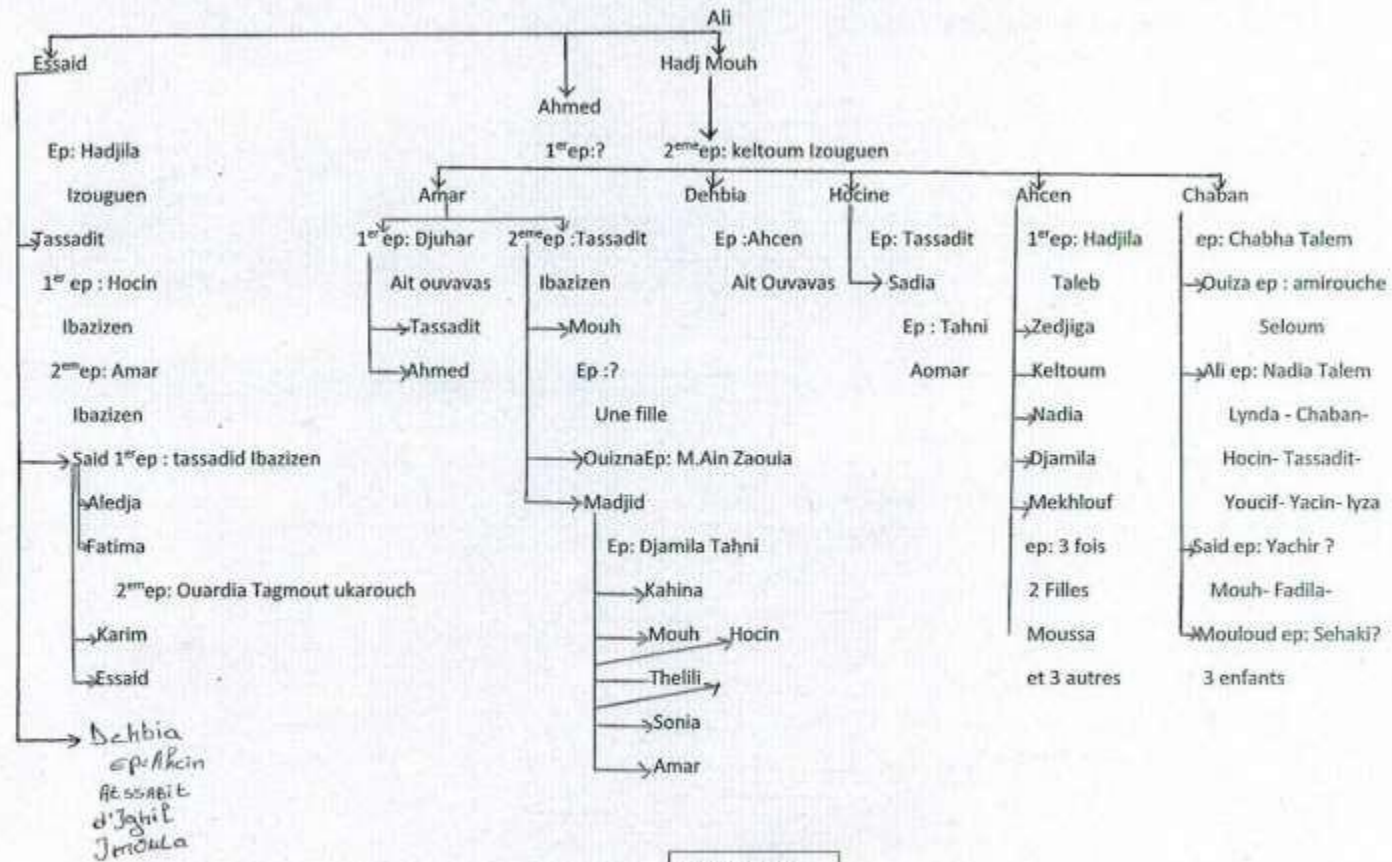 Ali
Essaid
Hadj Mouh
Ahmed
Ep: Hadjila
Izouguen
1er ep:?
2eme ep: keltoum Izouguen
Amar
Dehbia
Hocine
Ahcen
Chaban
Tassadit
1er ep : Hocin
Ibazizen
2eme ep: Amar
Ibazizen
Said 1er ep : tassadid Ibazizen
Aledja
Fatima
2eme ep: Ouardia Tagmout ukarouch
Karim
Essaid
Dehbia
ep: Ahcin
d'Ighil
Imoula
1er ep: Djuhar
Ait ouvavas
Tassadit
Ahmed
2eme ep :Tassadit
Ibazizen
Mouh
Ep :?
Une fille
OuiznaEp: M.Ain Zaouia
Madjid
Ep: Djamila Tahni
Kahina
Mouh
Hocin
Thelili
Sonia
Amar
Ep :Ahcen
Ait Ouvavas
Ep: Tassadit
Sadia
Ep : Tahni
Aomar
1er ep: Hadjila
Taleb
Zedjiga
Keltoum
Nadia
Djamila
Mekhlouf
ep: 3 fois
2 Filles
Moussa
et 3 autres
ep: Chabha Talem
Ouiza ep : amirouche
Seloum
Ali ep: Nadia Talem
Lynda - Chaban-
Hocin- Tassadit-
Youcif- Yacin- lyza
Said ep: Yachir ?
Mouh- Fadila-
Mouloud ep: Sehaki?
3 enfants